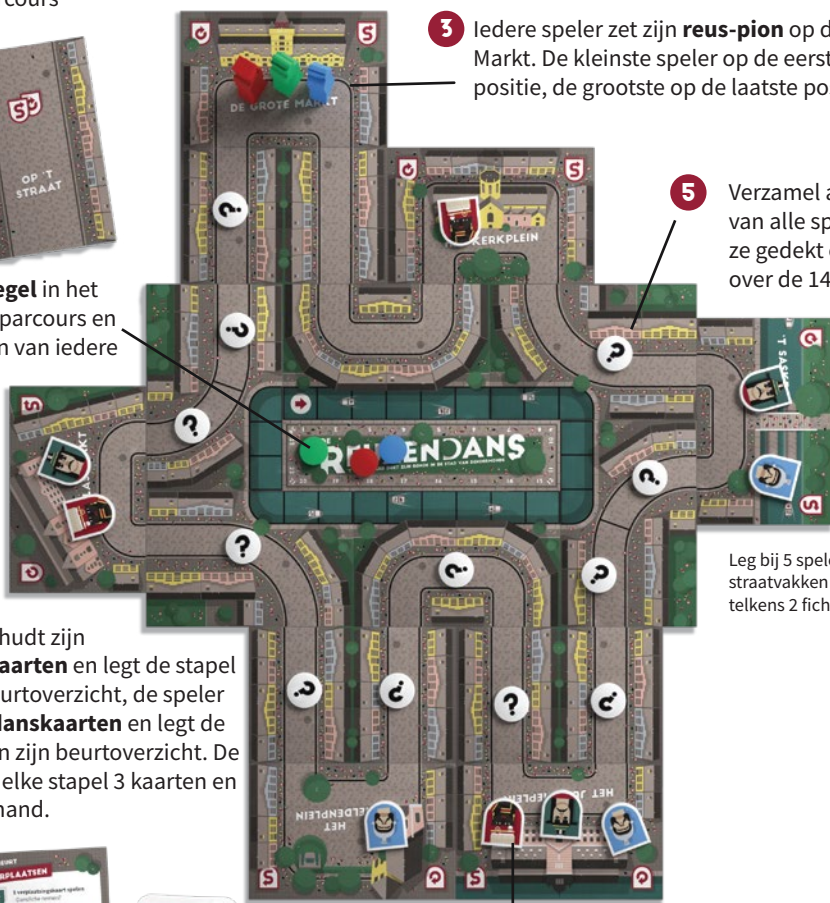 cours
3 Iedere speler zet zijn reus-pion op d
Markt. De kleinste speler op de eerst
positie, de grootste op de laatste po
DE GROTE MARKT
OP 'T
STRAAT
KERKPLEIN
5 Verzamel a
van alle sp
ze gedekt
over de 14
egel in het
parcours en
n van iedere
DANS
Leg bij 5 spele
straatvakken
telkens 2 fich
hudt zijn
aarten en legt de stapel
eurtoverzicht, de speler
danskaarten en legt de
n zijn beurtoverzicht. De
elke stapel 3 kaarten en
hand.
HET
HELDENPLEIN
HET